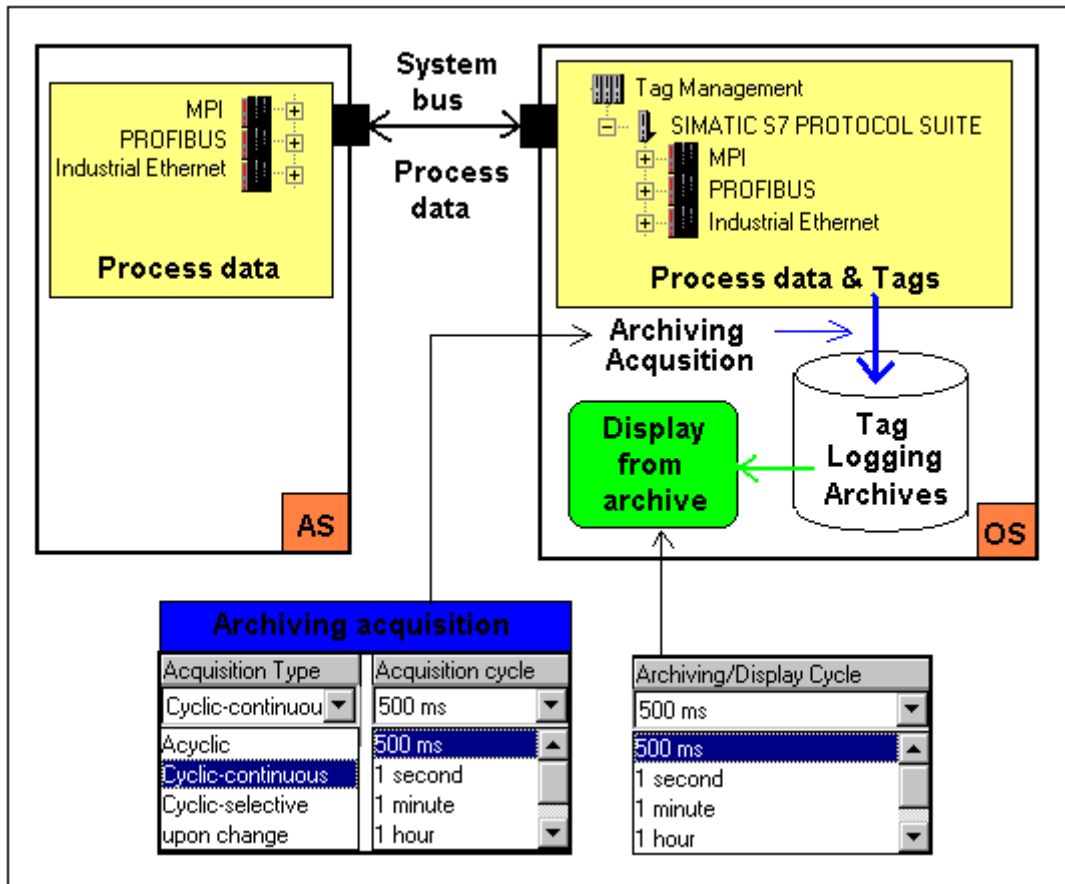 MPI
PROFIBUS
Industrial Ethernet
Process data
AS
System
bus
Process
data
Tag Management
SIMATIC S7 PROTOCOL SUITE
MPI
PROFIBUS
Industrial Ethernet
Process data & Tags
Archiving
Acqusition
Display
from
archive
Tag
Logging
Archives
OS
Archiving acquisition
Acquisition Type
Cyclic-continuou
Acyclic
Cyclic-continuous
Cyclic-selective
upon change
Acquisition cycle
500 ms
500 ms
1 second
1 minute
1 hour
Archiving/Display Cycle
500 ms
500 ms
1 second
1 minute
1 hour